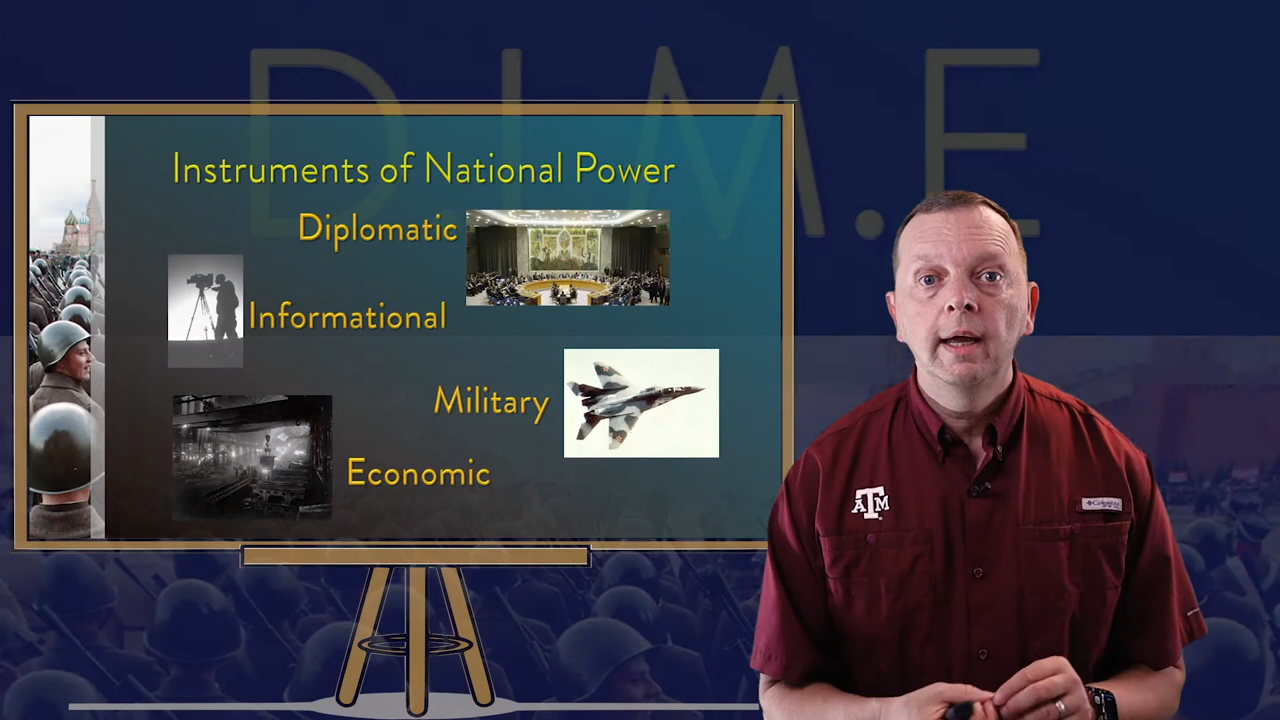 D.I.M.E
Instruments of National Power
Diplomatic
Informational
Military
Economic
ATM
Columbia